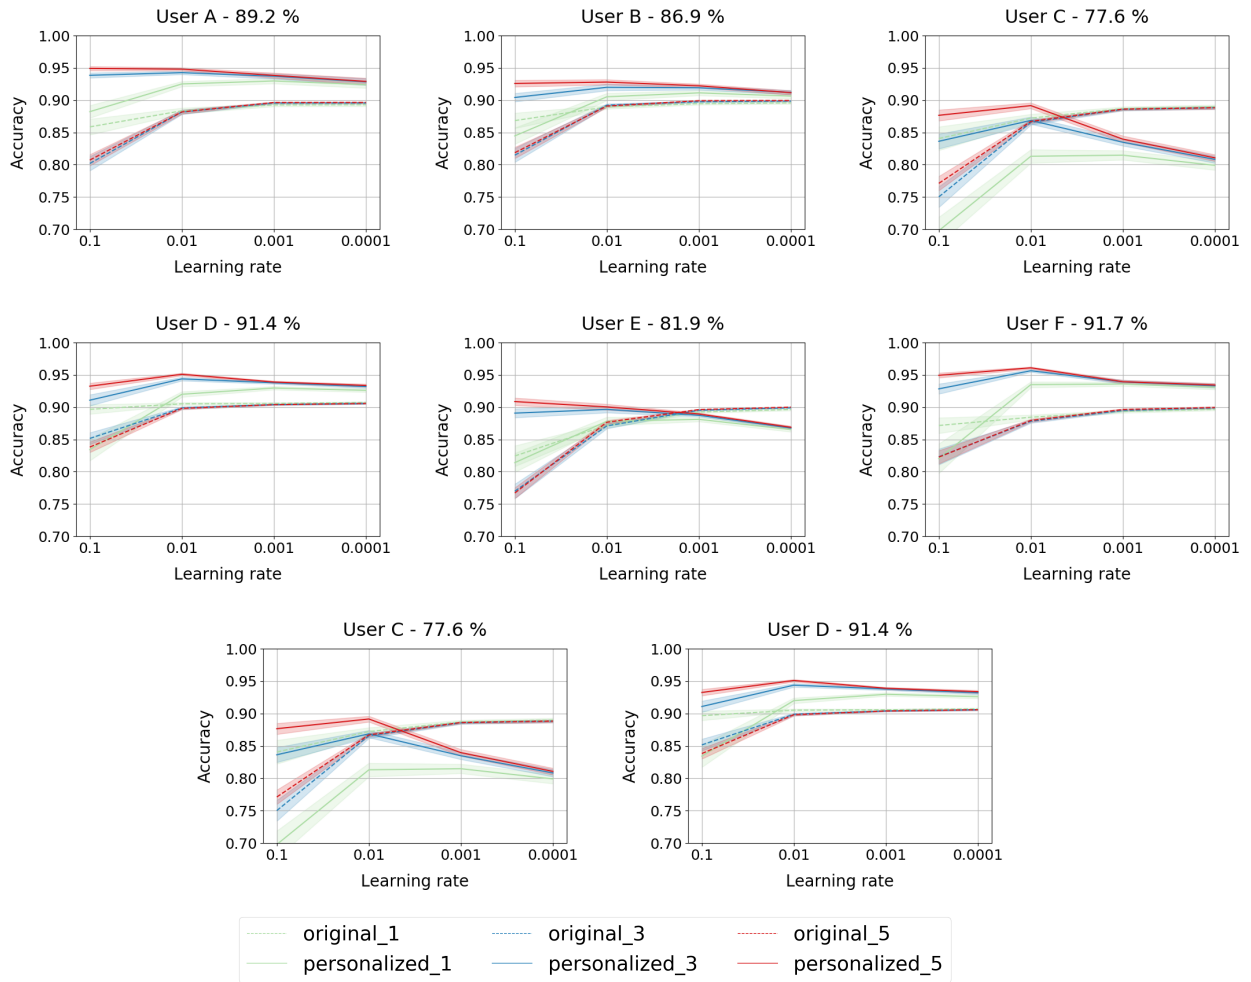 User A - 89.2 %
User B - 86.9 %
User C - 77.6 %
1.00
0.95
0.90
0.85
0.80
0.75
0.70
Accuracy
0.1 0.01 0.001 0.0001
Learning rate
1.00
0.95
0.90
0.85
0.80
0.75
0.70
Accuracy
0.1 0.01 0.001 0.0001
Learning rate
1.00
0.95
0.90
0.85
0.80
0.75
0.70
Accuracy
0.1 0.01 0.001 0.0001
Learning rate
User D - 91.4 %
User E - 81.9 %
User F - 91.7 %
1.00
0.95
0.90
0.85
0.80
0.75
0.70
Accuracy
0.1 0.01 0.001 0.0001
Learning rate
1.00
0.95
0.90
0.85
0.80
0.75
0.70
Accuracy
0.1 0.01 0.001 0.0001
Learning rate
1.00
0.95
0.90
0.85
0.80
0.75
0.70
Accuracy
0.1 0.01 0.001 0.0001
Learning rate
User C - 77.6 %
User D - 91.4 %
1.00
0.95
0.90
0.85
0.80
0.75
0.70
Accuracy
0.1 0.01 0.001 0.0001
Learning rate
1.00
0.95
0.90
0.85
0.80
0.75
0.70
Accuracy
0.1 0.01 0.001 0.0001
Learning rate
original_1 original_3 original_5
personalized_1 personalized_3 personalized_5